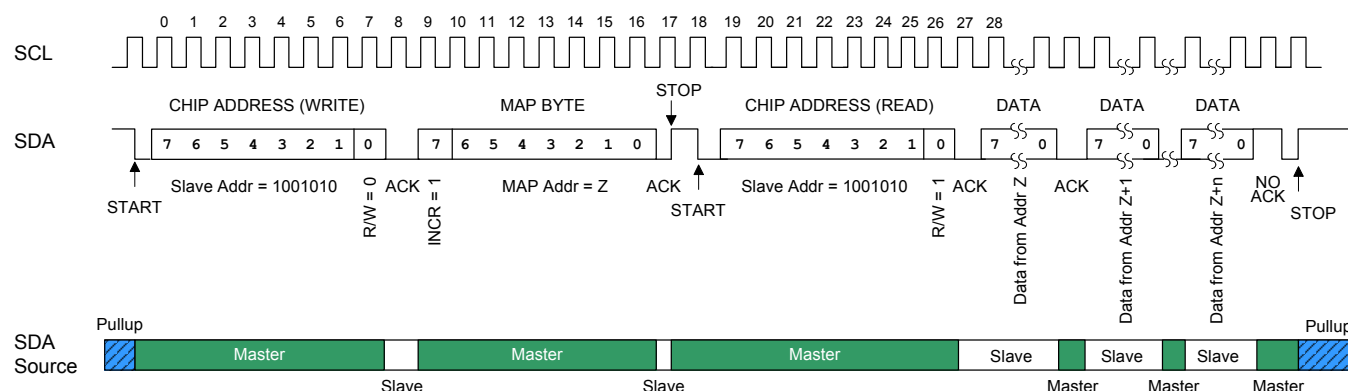 0 1 2 3 4 5 6 7 8 9 10 11 12 13 14 15 16 17 18 19 20 21 22 23 24 25 26 27 28
SCL
STOP
CHIP ADDRESS (WRITE) MAP BYTE CHIP ADDRESS (READ) DATA DATA DATA
SDA 7 6 5 4 3 2 1 0 7 6 5 4 3 2 1 0 7 6 5 4 3 2 1 0 7 0 7 0 7 0
Slave Addr = 1001010 R/W = 0 ACK INCR = 1 MAP Addr = Z ACK Slave Addr = 1001010 R/W = 1 ACK Data from Addr Z ACK Data from Addr Z+1 Data from Addr Z+n NO
ACK
START START STOP
Pullup Pullup
SDA
Source
Master Master Master Slave Slave Slave
Slave Slave Master Master Master